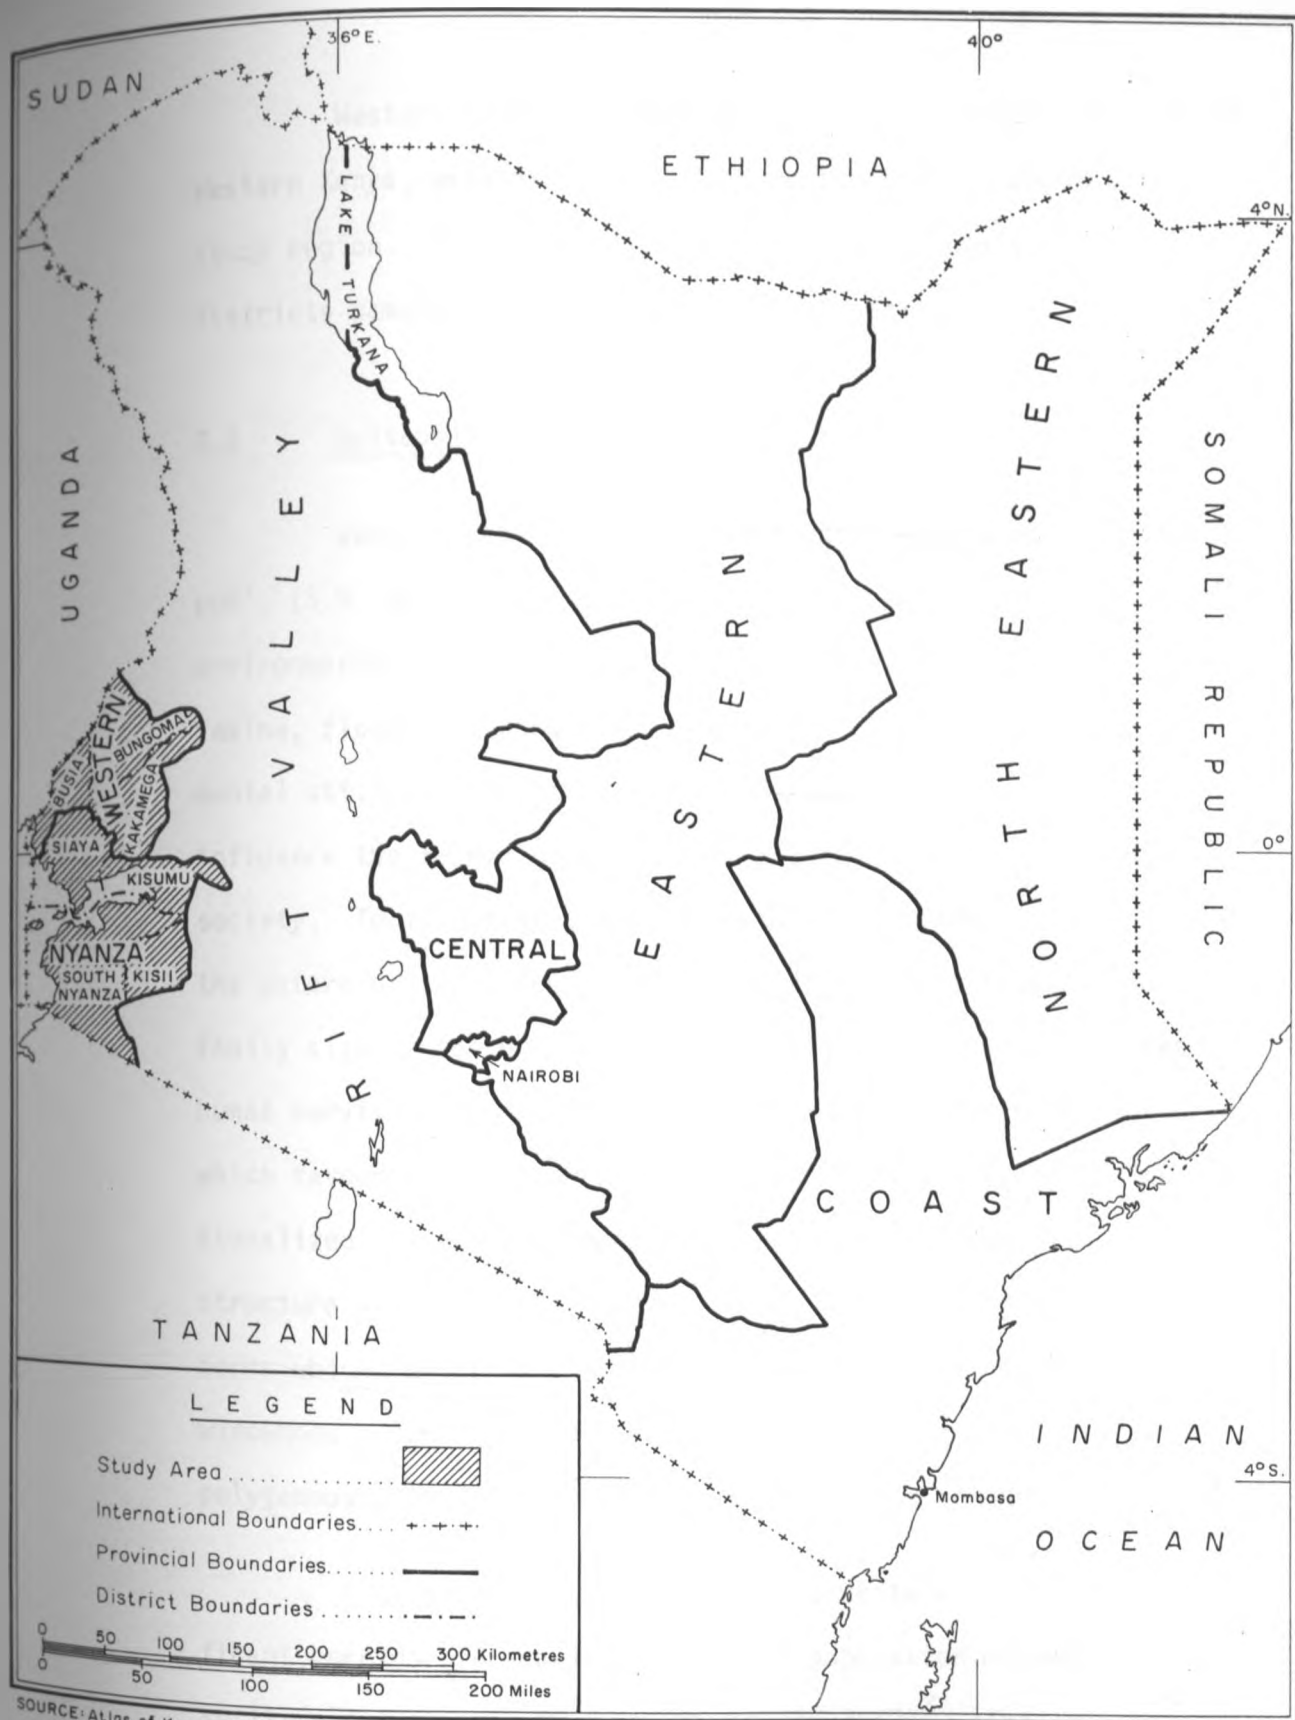 36° E.
40°
SUDAN
ETHIOPIA
4° N.
LAKE TURKANA
UGANDA
RIFT VALLEY
EASTERN
NORTH EASTERN
SOMALI REPUBLIC
WESTERN
BUNGOMA
BUSIA
KAKAMEGA
SIAYA
KISUMU
0°
NYANZA
SOUTH NYANZA
KISII
CENTRAL
NAIROBI
COAST
TANZANIA
INDIAN
OCEAN
4° S.
Mombasa
LEGEND
Study Area
International Boundaries
Provincial Boundaries
District Boundaries
0 50 100 150 200 250 300 Kilometres
0 50 100 150 200 Miles
SOURCE: Atlas of